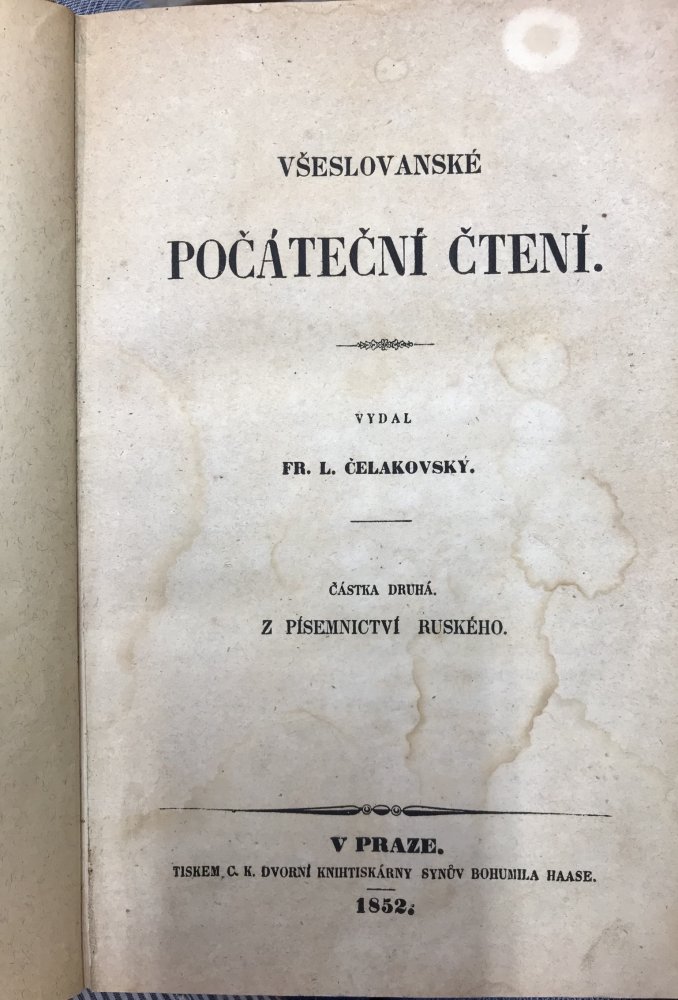 VŠESLOVANSKÉ
POČÁTEČNÍ ČTENÍ.
VYDAL
FR. L. ČELAKOVSKÝ.
ČÁSTKA DRUHÁ.
Z PÍSEMNICTVÍ RUSKÉHO.
V PRAZE.
TISKEM C. K. DVORNÍ KNIHTISKÁRNY SYNŮV BOHUMILA HAASE.
1852.